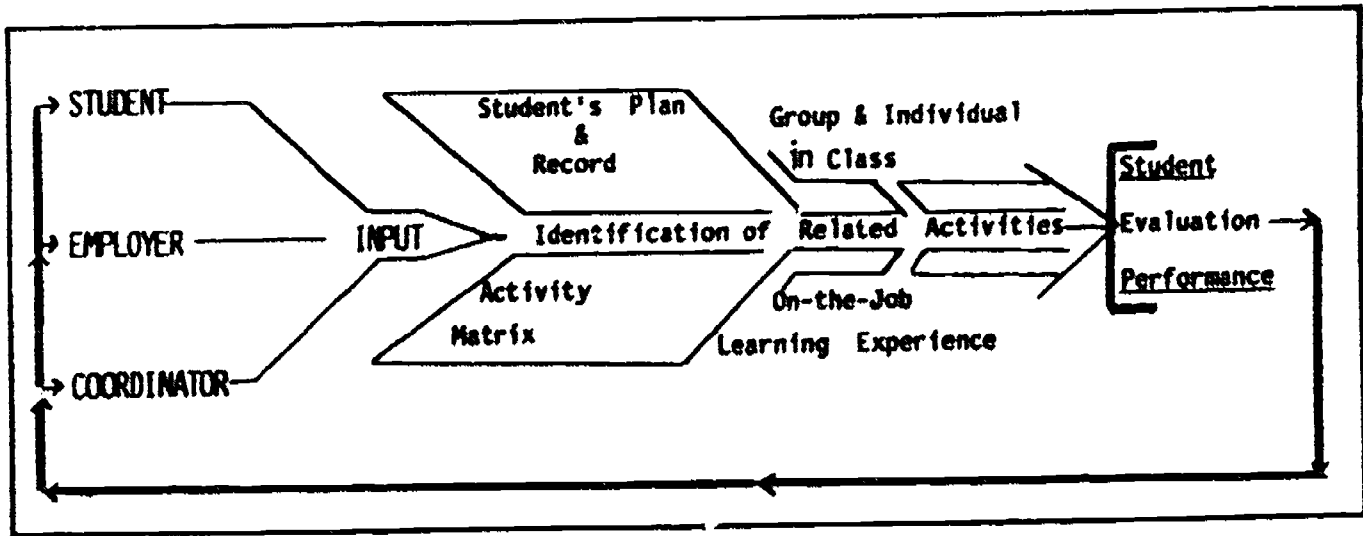 STUDENT
EMPLOYER
COORDINATOR
INPUT
Student's Plan
&
Record
Identification of Related Activities
Activity
Matrix
Group & Individual
in Class
On-the-Job
Learning Experience
Student
Evaluation
Performance